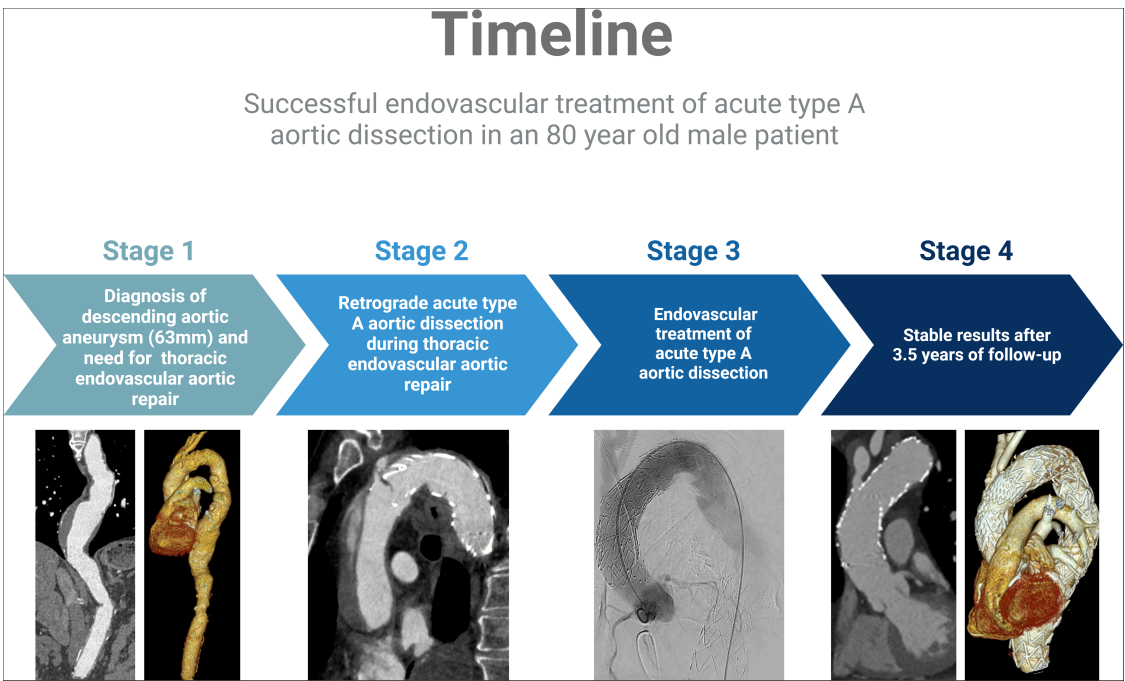 Timeline
Successful endovascular treatment of acute type A
aortic dissection in an 80 year old male patient
Stage 1
Diagnosis of
descending aortic
aneurysm (63mm) and
need for thoracic
endovascular aortic
repair
Stage 2
Retrograde acute type
A aortic dissection
during thoracic
endovascular aortic
repair
Stage 3
Endovascular
treatment of
acute type A
aortic dissection
Stage 4
Stable results after
3.5 years of follow-up